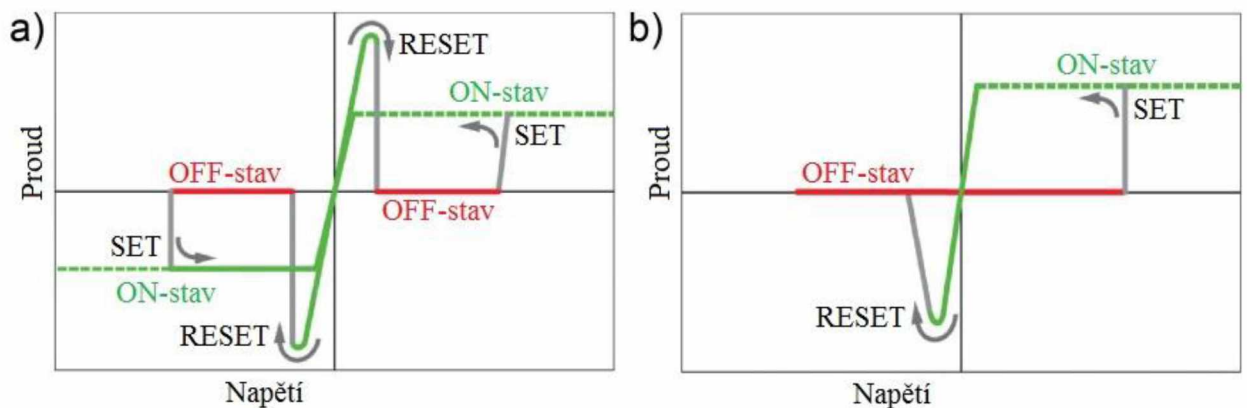 a)
RESET
ON-stav
SET
OFF-stav
OFF-stav
SET
ON-stav
RESET
Proud
Napětí
b)
ON-stav
SET
OFF-stav
RESET
Proud
Napětí